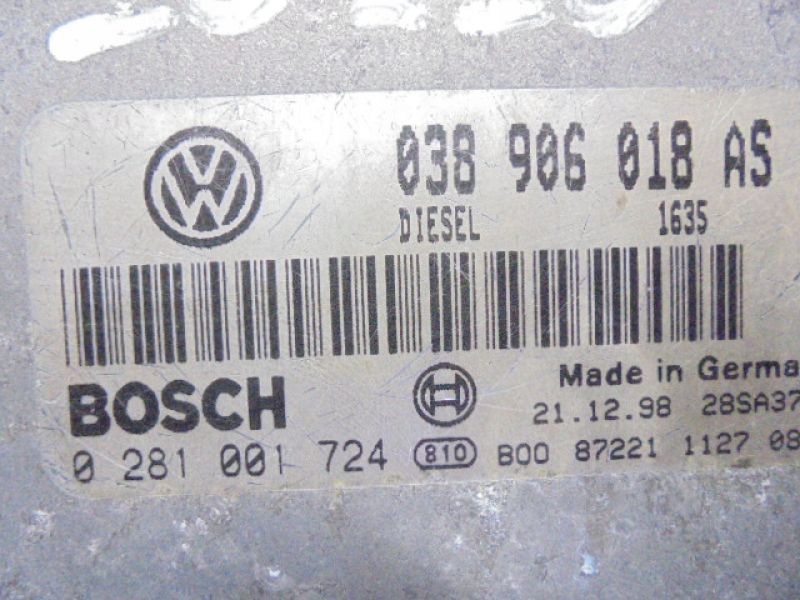 038 906 018 AS
DIESEL 1635
BOSCH
Made in Germa
21.12.98 28SA37
0 281 001 724 810 B00 87221 1127 08